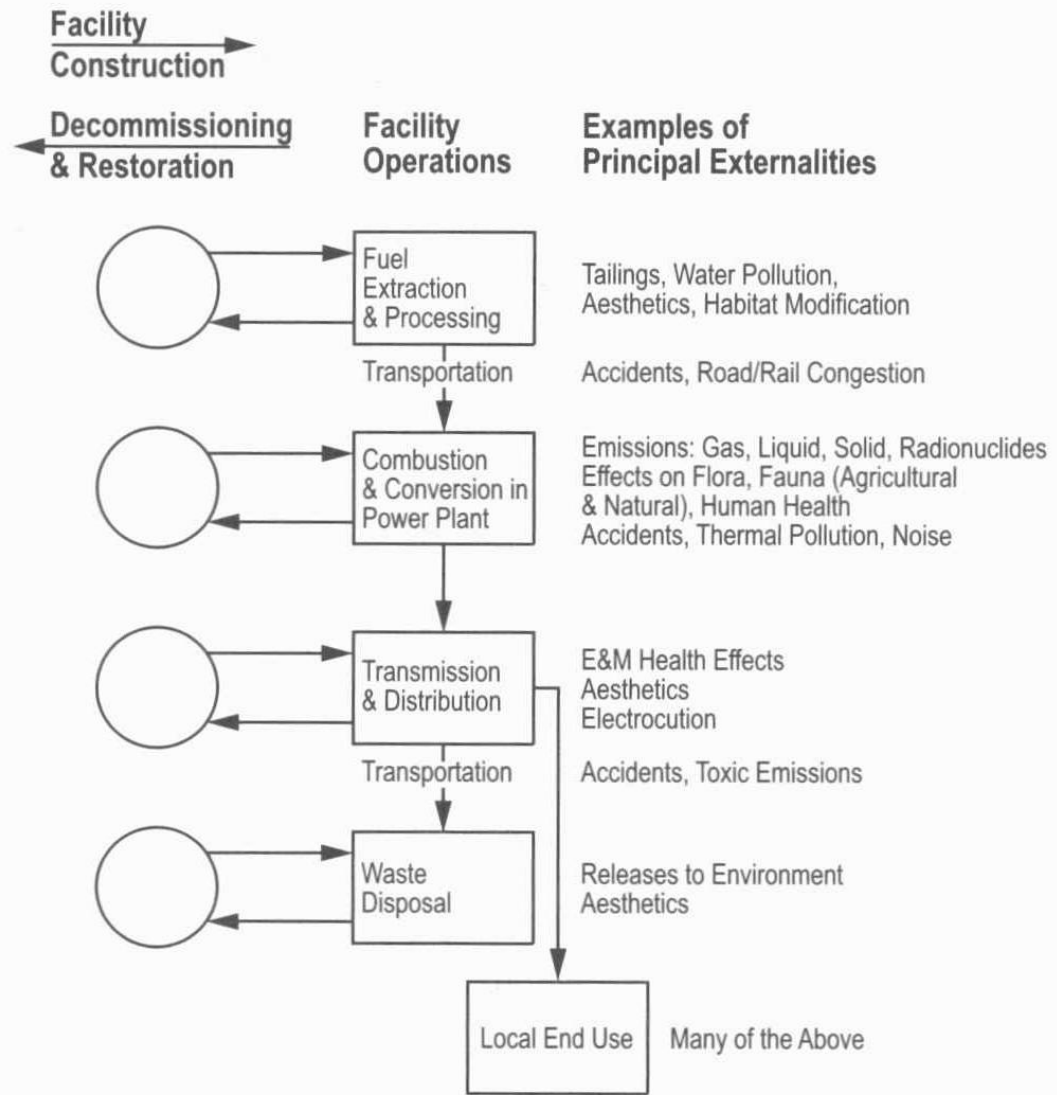 Facility
Construction
Decommissioning
& Restoration
Facility
Operations
Examples of
Principal Externalities
Fuel
Extraction
& Processing
Tailings, Water Pollution,
Aesthetics, Habitat Modification
Transportation
Accidents, Road/Rail Congestion
Combustion
& Conversion in
Power Plant
Emissions: Gas, Liquid, Solid, Radionuclides
Effects on Flora, Fauna (Agricultural
& Natural), Human Health
Accidents, Thermal Pollution, Noise
Transmission
& Distribution
E&M Health Effects
Aesthetics
Electrocution
Transportation
Accidents, Toxic Emissions
Waste
Disposal
Releases to Environment
Aesthetics
Local End Use
Many of the Above